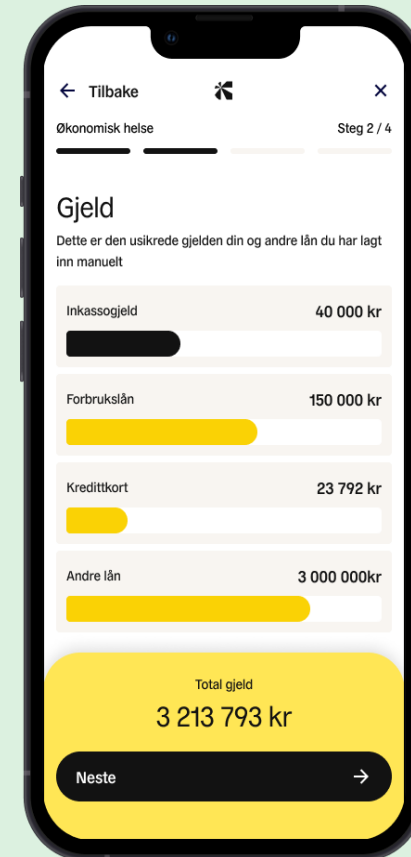 Tilbake
Økonomisk helse Steg 2 / 4
Gjeld
Dette er den usikrede gjelden din og andre lån du har lagt
inn manuelt
Inkassogjeld 40 000 kr
Forbrukslån 150 000 kr
Kredittkort 23 792 kr
Andre lån 3 000 000kr
Total gjeld
3 213 793 kr
Neste